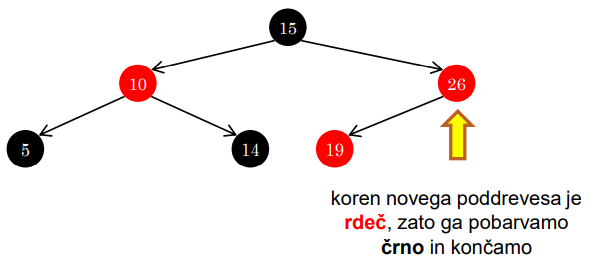 15
10
26
5
14
19
koren novega poddrevesa je
rdeč, zato ga pobarvamo
črno in končamo